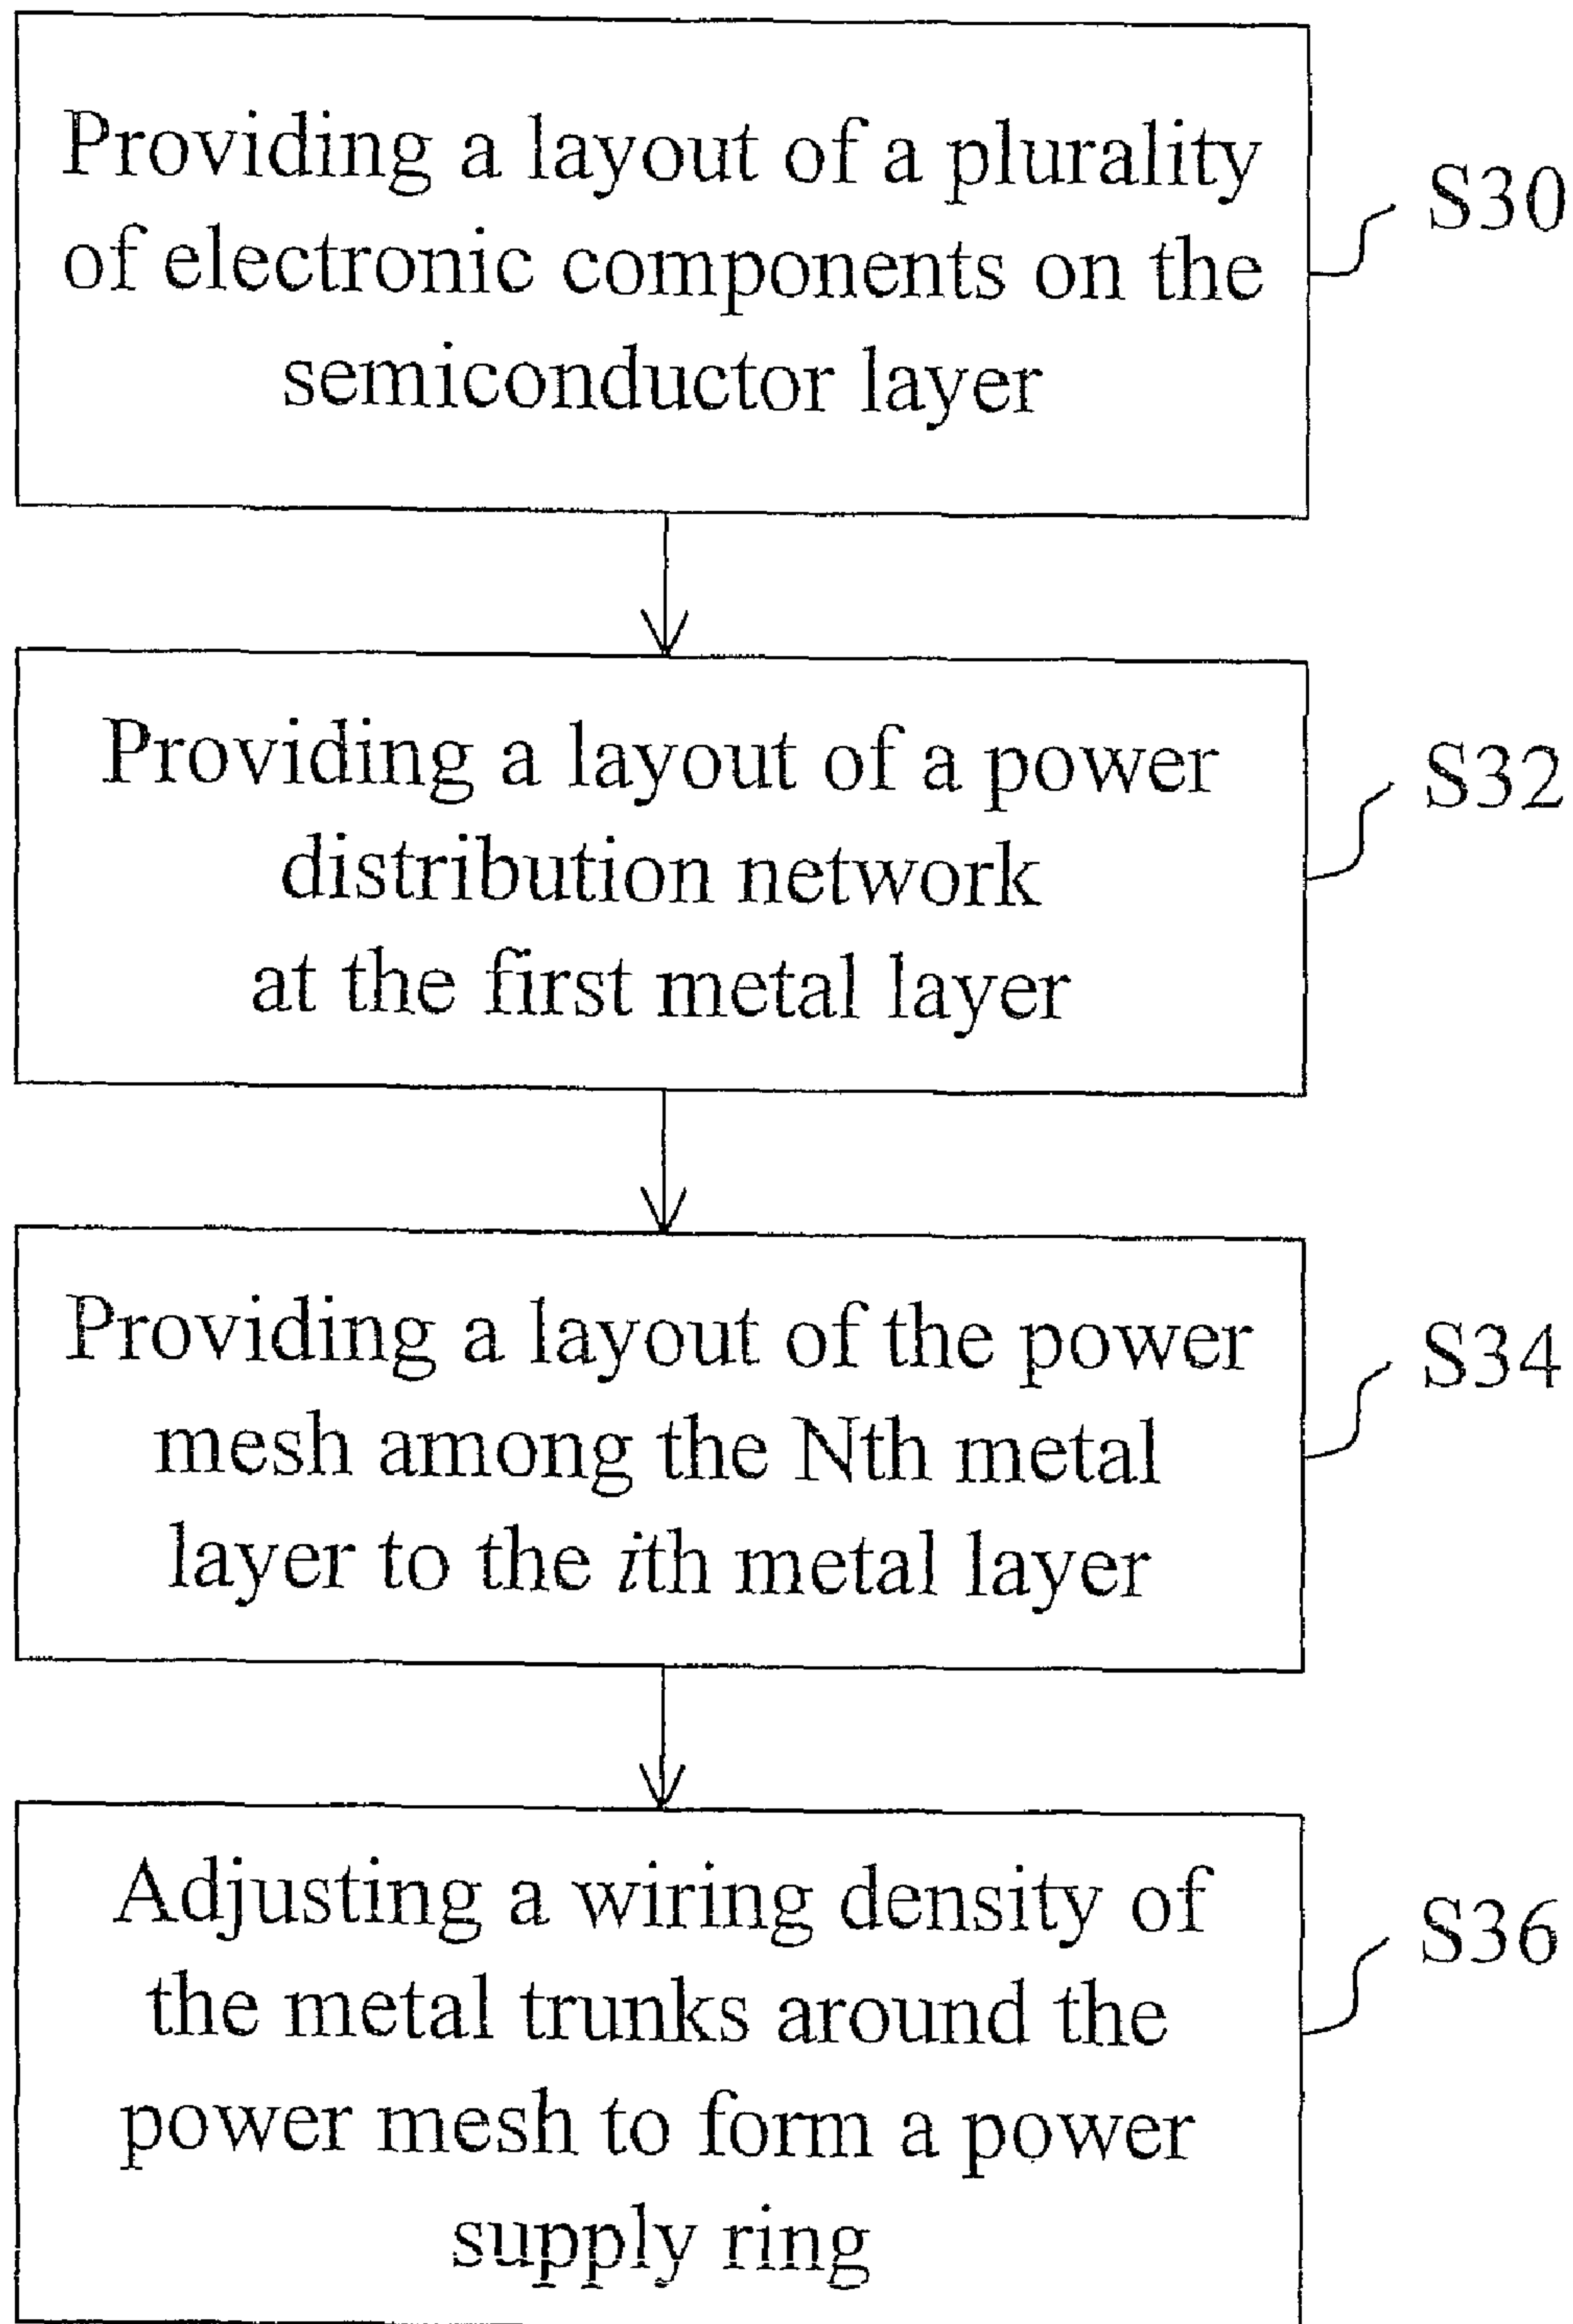 Providing a layout of a plurality
of electronic components on the
semiconductor layer
S30
Providing a layout of a power
distribution network
at the first metal layer
S32
Providing a layout of the power
mesh among the Nth metal
layer to the ith metal layer
S34
Adjusting a wiring density of
the metal trunks around the
power mesh to form a power
supply ring
S36